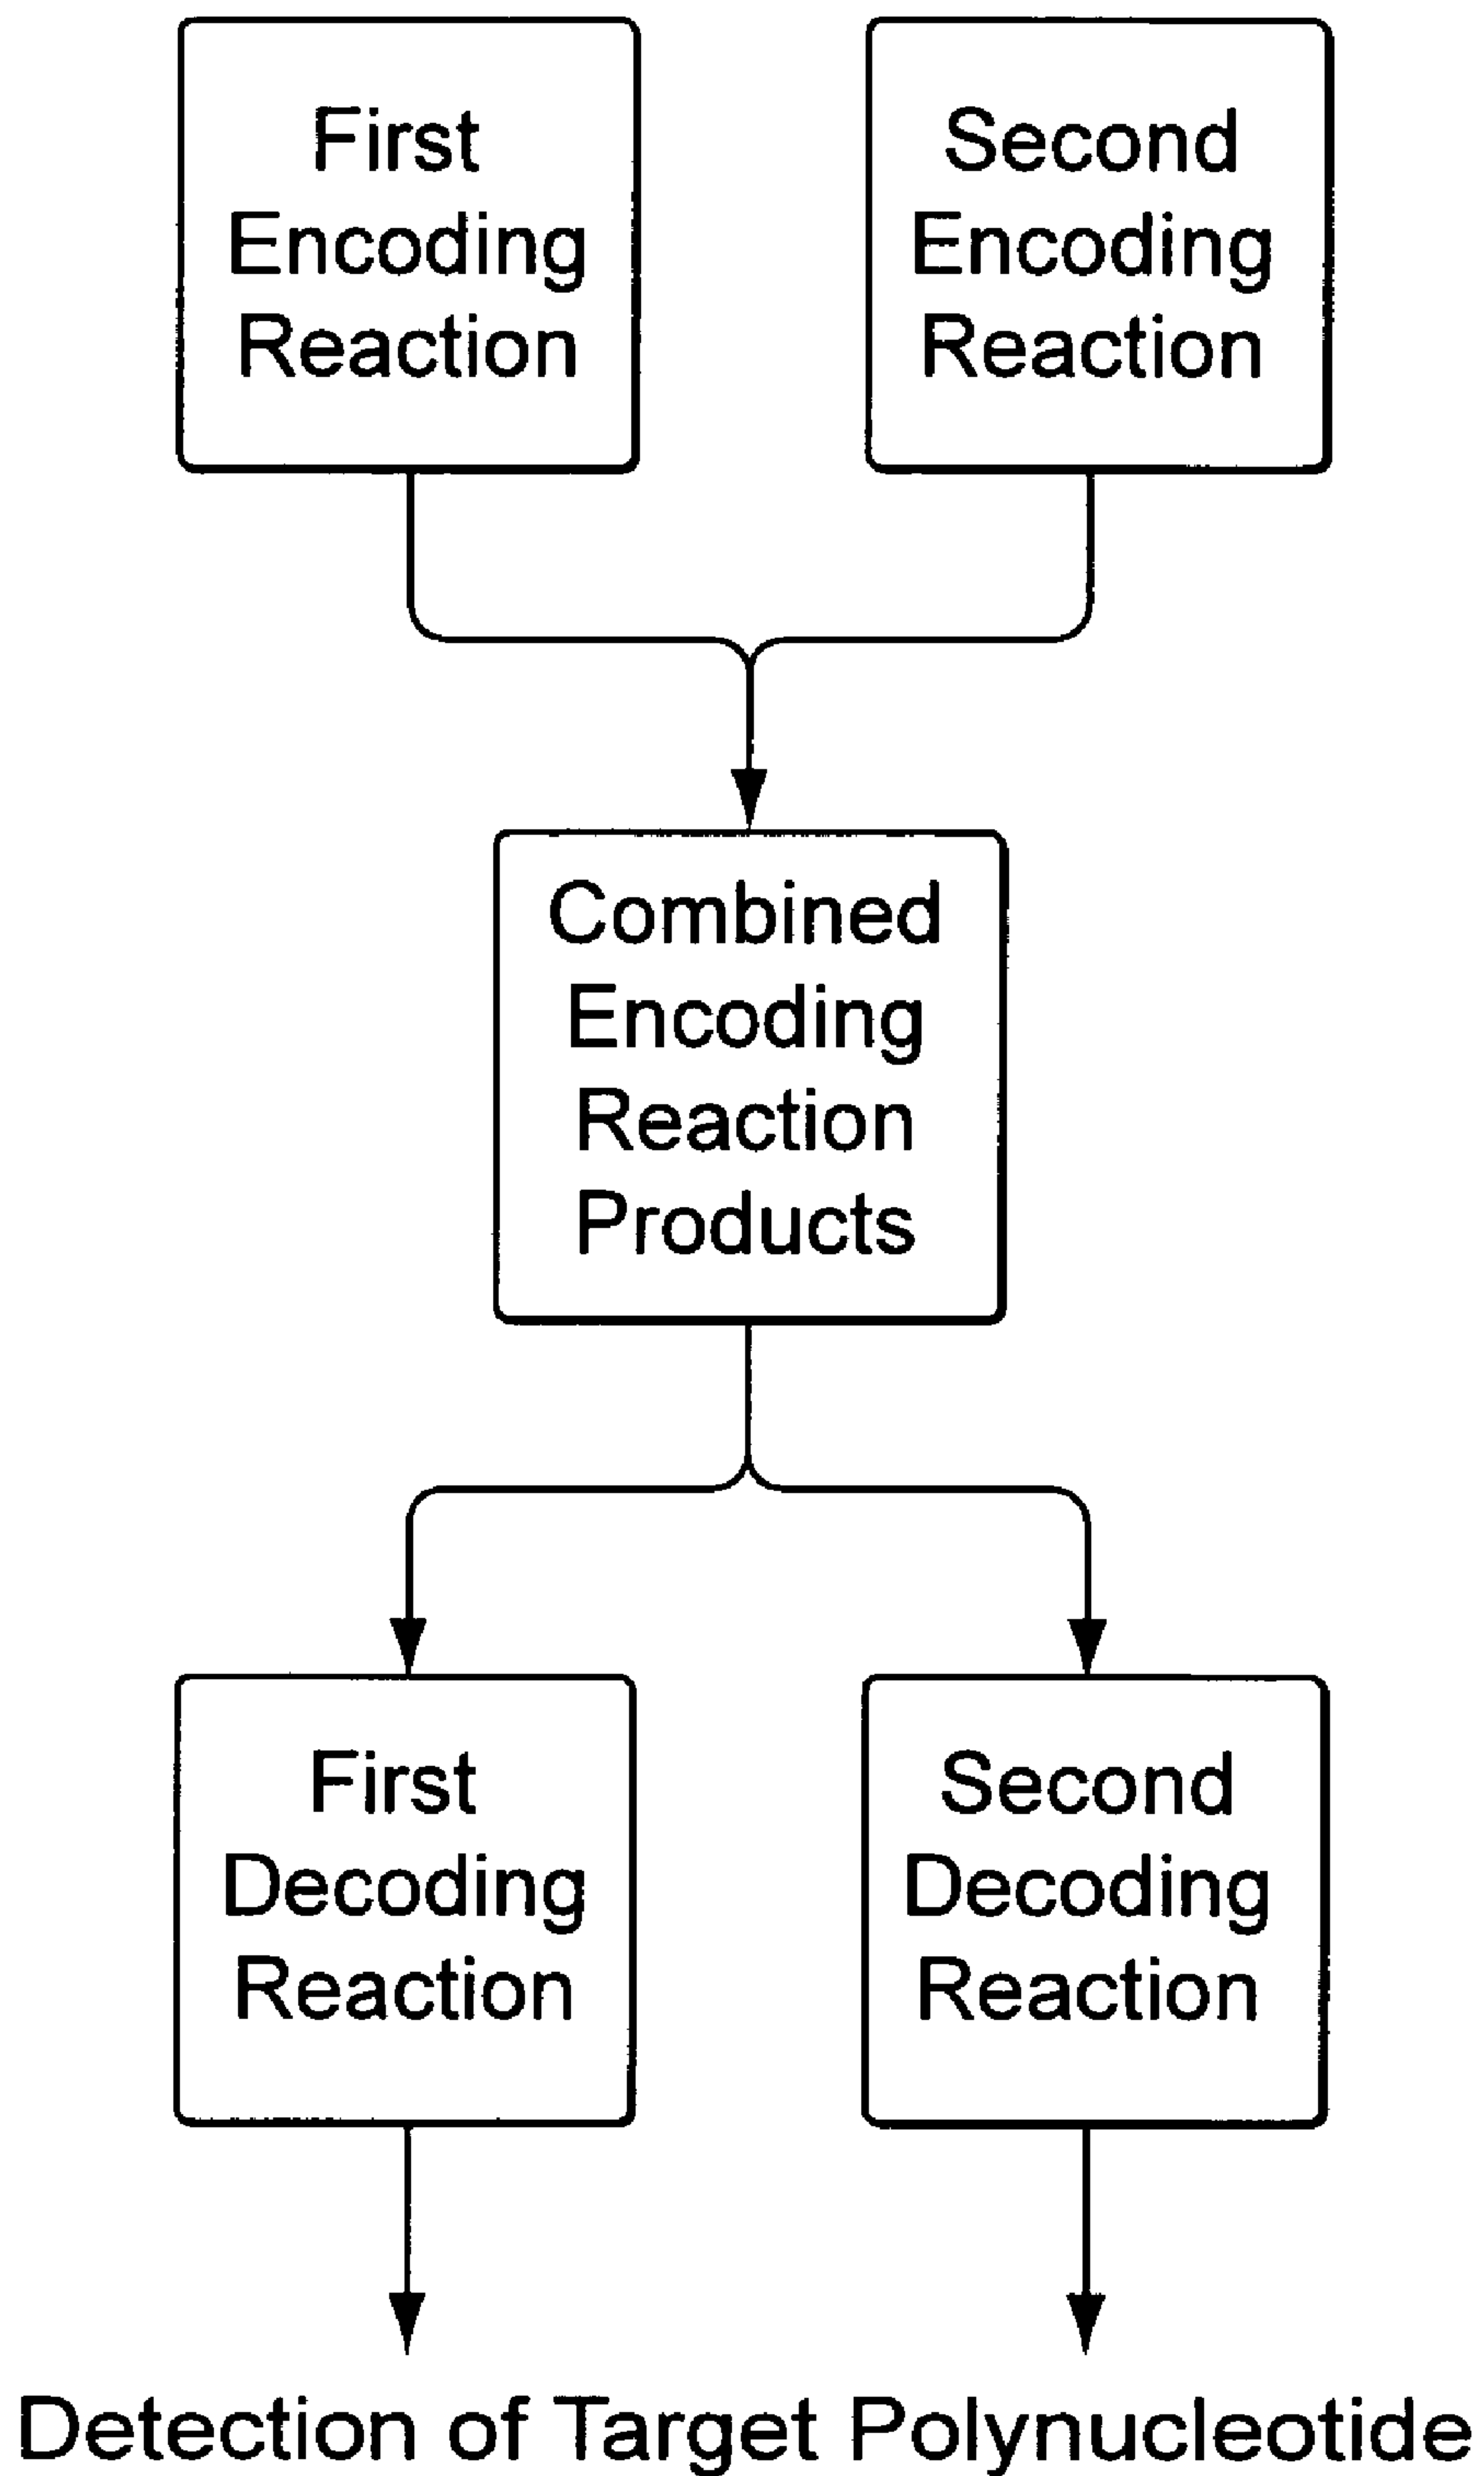 First
Encoding
Reaction
Second
Encoding
Reaction
Combined
Encoding
Reaction
Products
First
Decoding
Reaction
Second
Decoding
Reaction
Detection of Target Polynucleotide